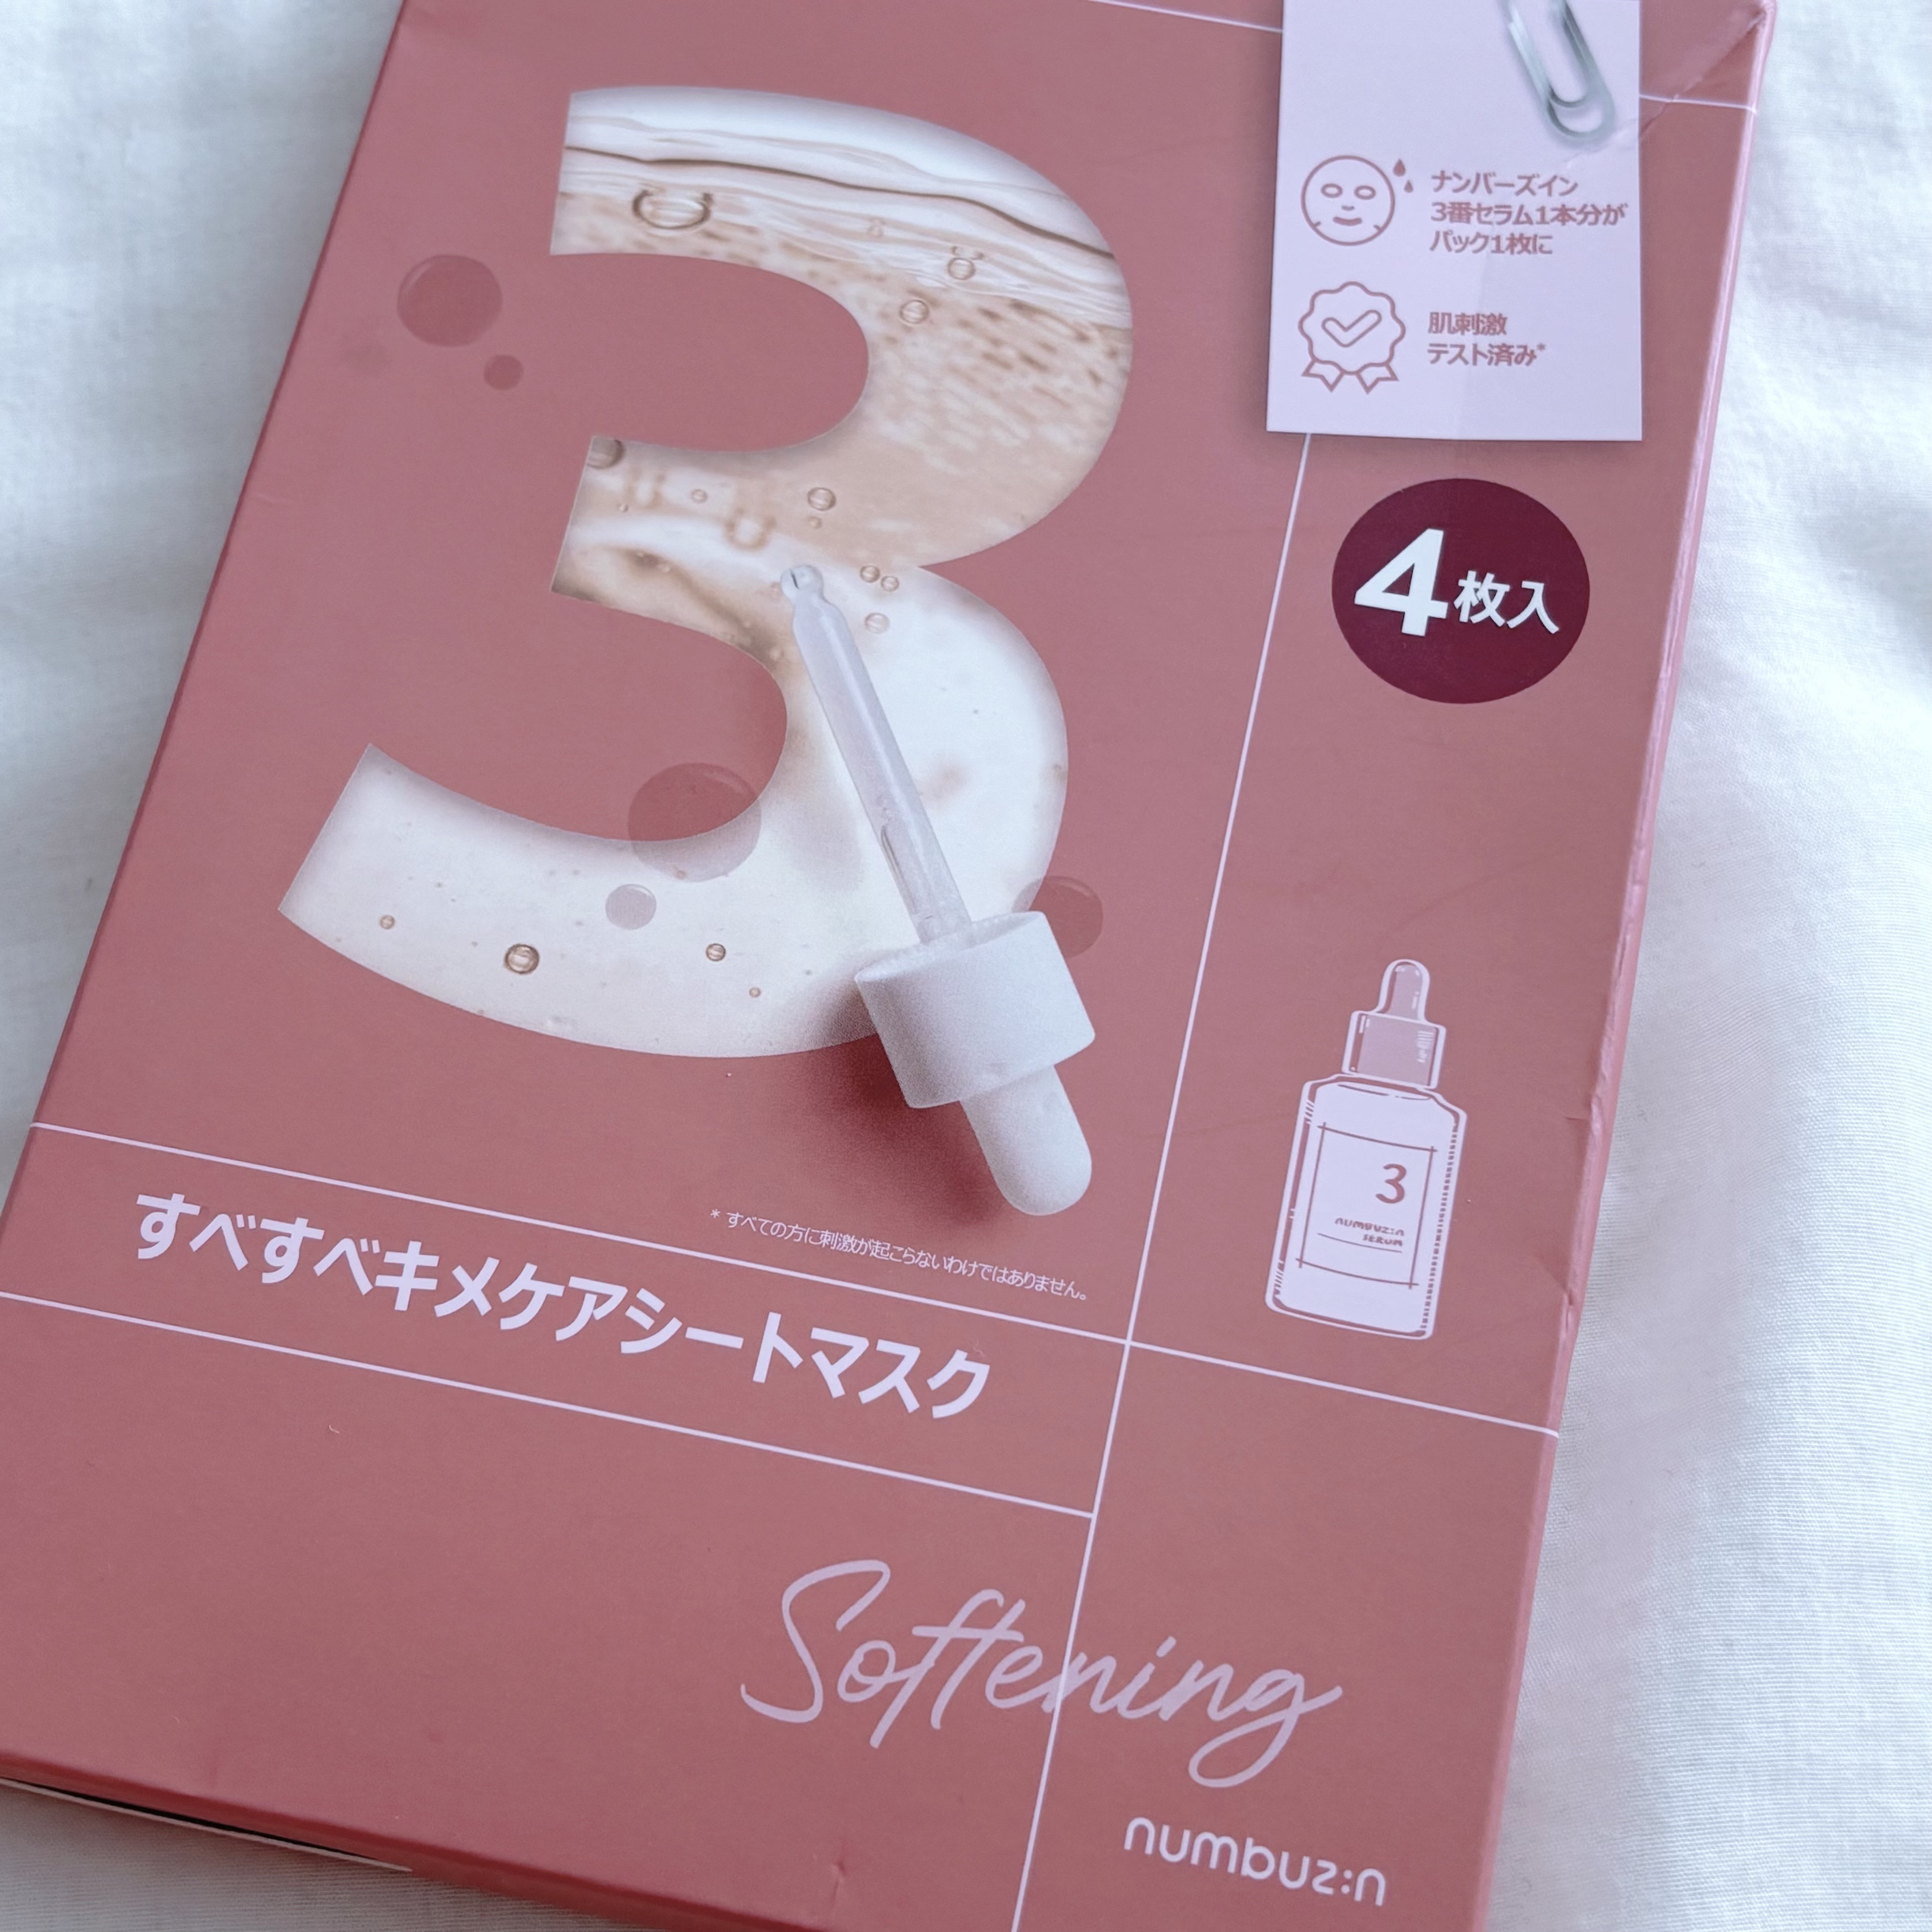 ナンバーズイン
3番セラム1本分が
パック1枚に
肌刺激
テスト済み*
4枚入
3
3
numbuz:n
SERUM
* すべての方に刺激が起こらないわけではありません。
すべすべキメケアシートマスク
Softening
numbuz:n